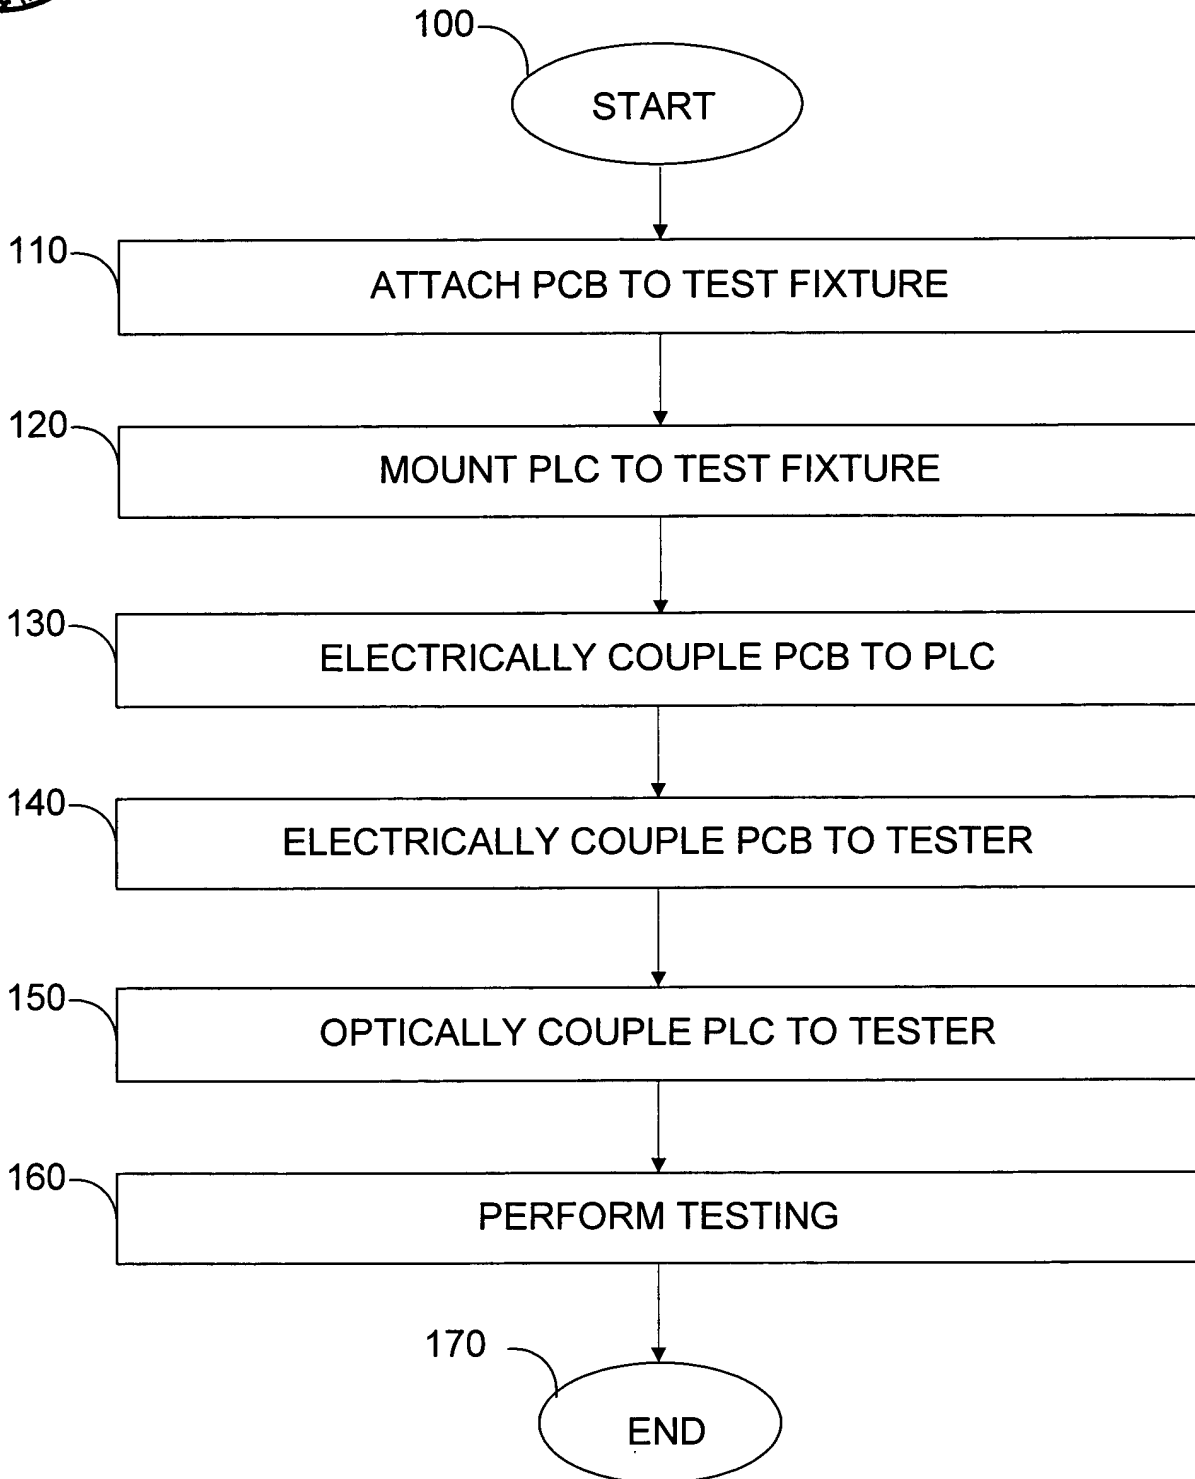 100
START
110
ATTACH PCB TO TEST FIXTURE
120
MOUNT PLC TO TEST FIXTURE
130
ELECTRICALLY COUPLE PCB TO PLC
140
ELECTRICALLY COUPLE PCB TO TESTER
150
OPTICALLY COUPLE PLC TO TESTER
160
PERFORM TESTING
170
END